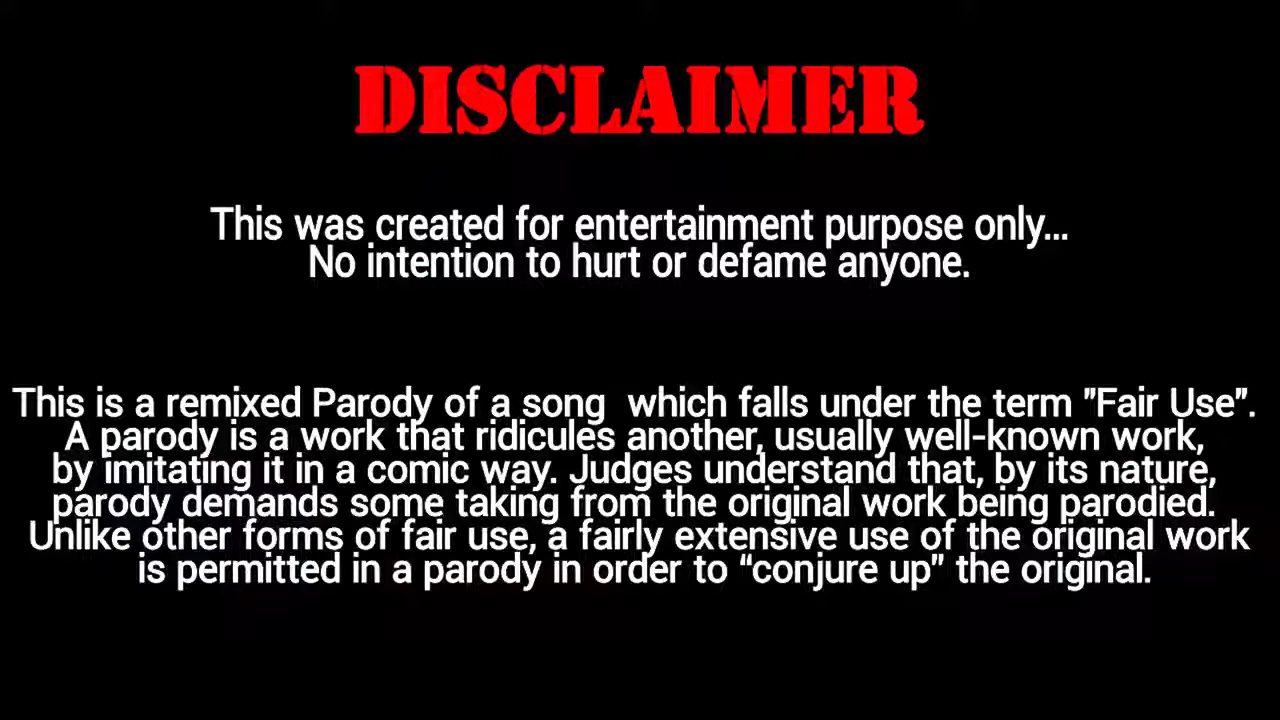 DISCLAIMER
This was created for entertainment purpose only...
No intention to hurt or defame anyone.
This is a remixed Parody of a song which falls under the term "Fair Use".
A parody is a work that ridicules another, usually well-known work,
by imitating it in a comic way. Judges understand that, by its nature,
parody demands some taking from the original work being parodied.
Unlike other forms of fair use, a fairly extensive use of the original work
is permitted in a parody in order to “conjure up” the original.